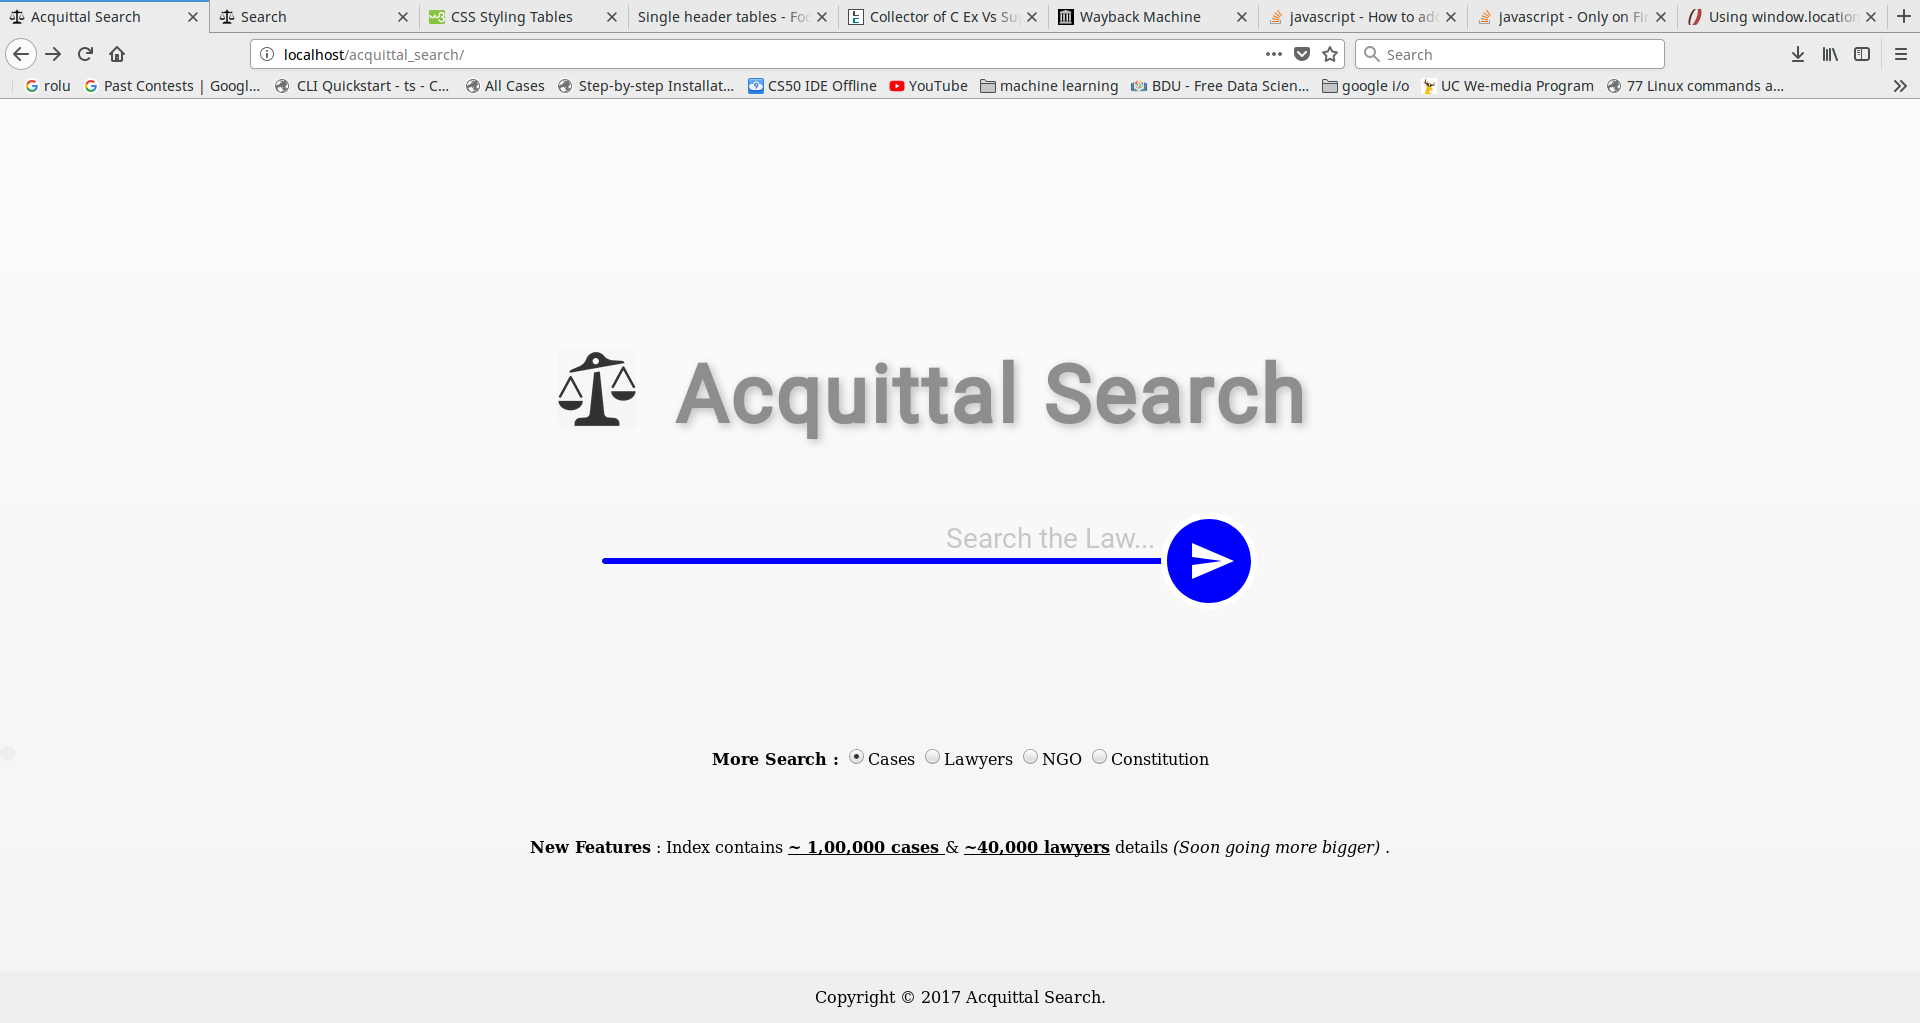 Acquittal Search
Search
CSS Styling Tables
Single header tables - Foo
Collector of C Ex Vs Su
Wayback Machine
javascript - How to add
javascript - Only on Fir
Using window.location
localhost/acquittal_search/
Search
rolu
Past Contests | Googl...
CLI Quickstart - ts - C...
All Cases
Step-by-step Installat...
CS50 IDE Offline
YouTube
machine learning
BDU - Free Data Scien...
google i/o
UC We-media Program
77 Linux commands a...
Acquittal Search
Search the Law...
More Search : Cases Lawyers NGO Constitution
New Features : Index contains ~ 1,00,000 cases & ~40,000 lawyers details (Soon going more bigger) .
Copyright © 2017 Acquittal Search.